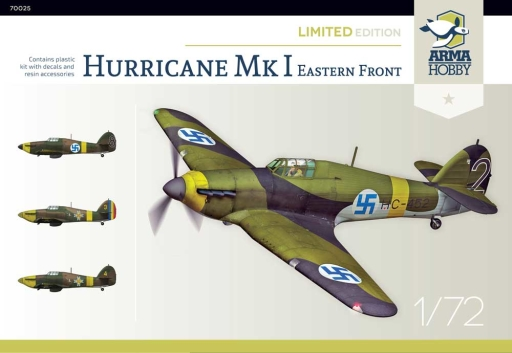 70025
LIMITED EDITION
Contains plastic
kit with decals and
resin accessories
HURRICANE MK I EASTERN FRONT
ARMA
HOBBY
2
HC-452
1/72